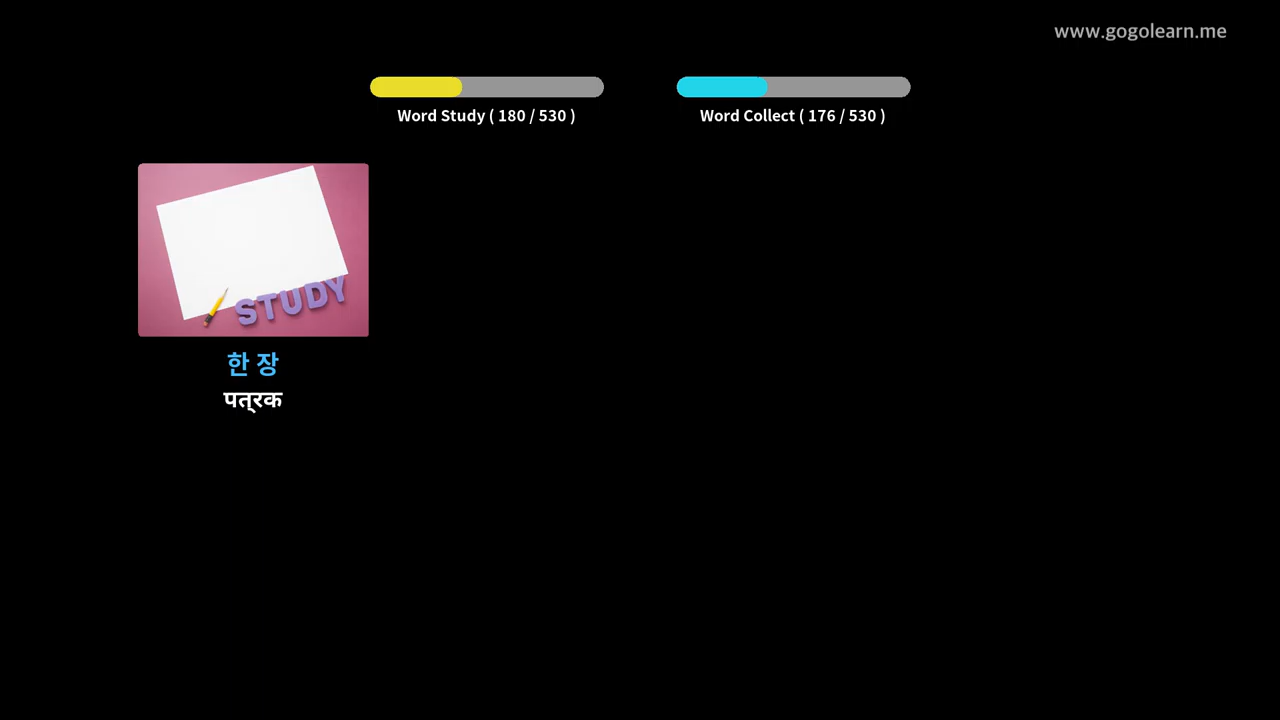 www.gogolearn.me
Word Study ( 180 / 530 )
Word Collect ( 176 / 530 )
STUDY
한 장
पत्रक